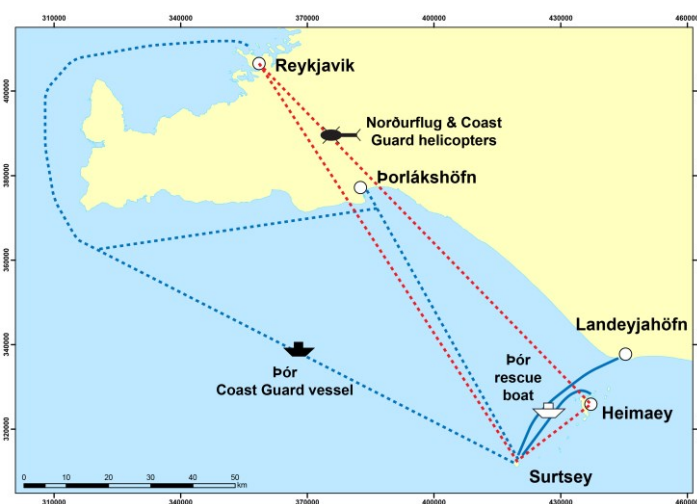 310000 340000 370000 400000 430000 460000
400000
380000
360000
340000
320000
Reykjavik
Norðurflug & Coast
Guard helicopters
Þorlákshöfn
Landeyjahöfn
Þór
rescue
boat
Þór
Coast Guard vessel
Heimaey
Surtsey
0 10 20 30 40 50
km
310000 340000 370000 400000 430000 460000